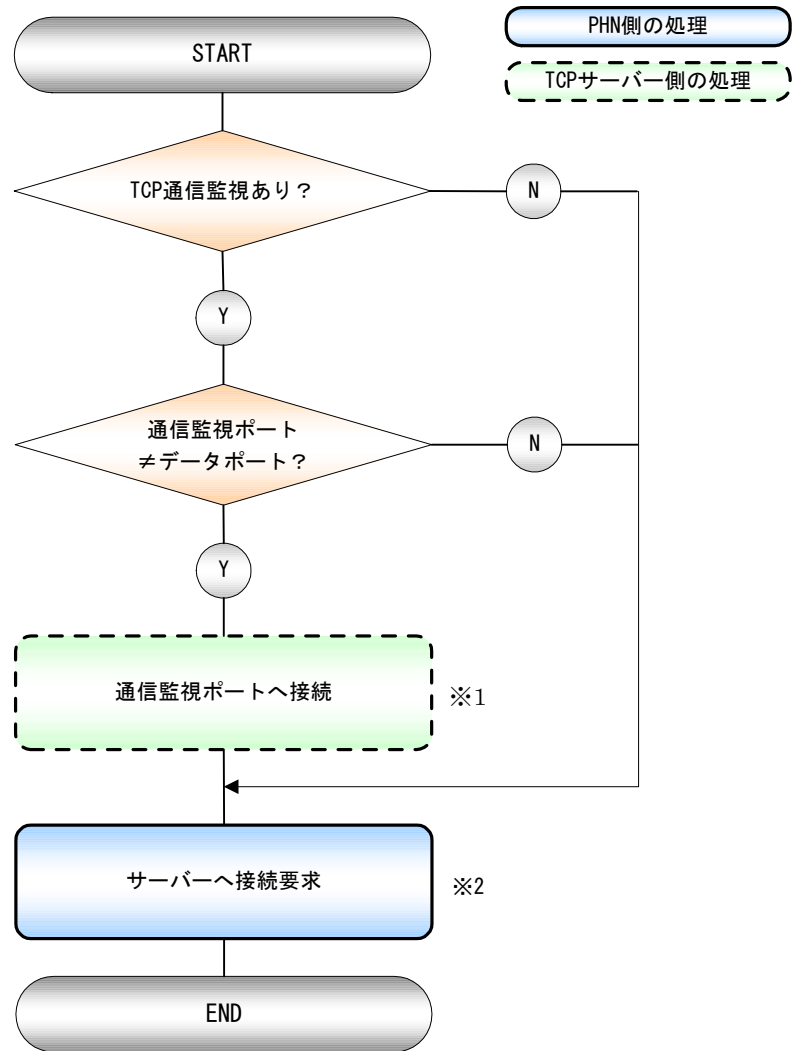 START
PHN側の処理
TCPサーバー側の処理
TCP通信監視あり？
N
Y
通信監視ポート
≠データポート？
N
Y
通信監視ポートへ接続
※1
サーバーへ接続要求
※2
END